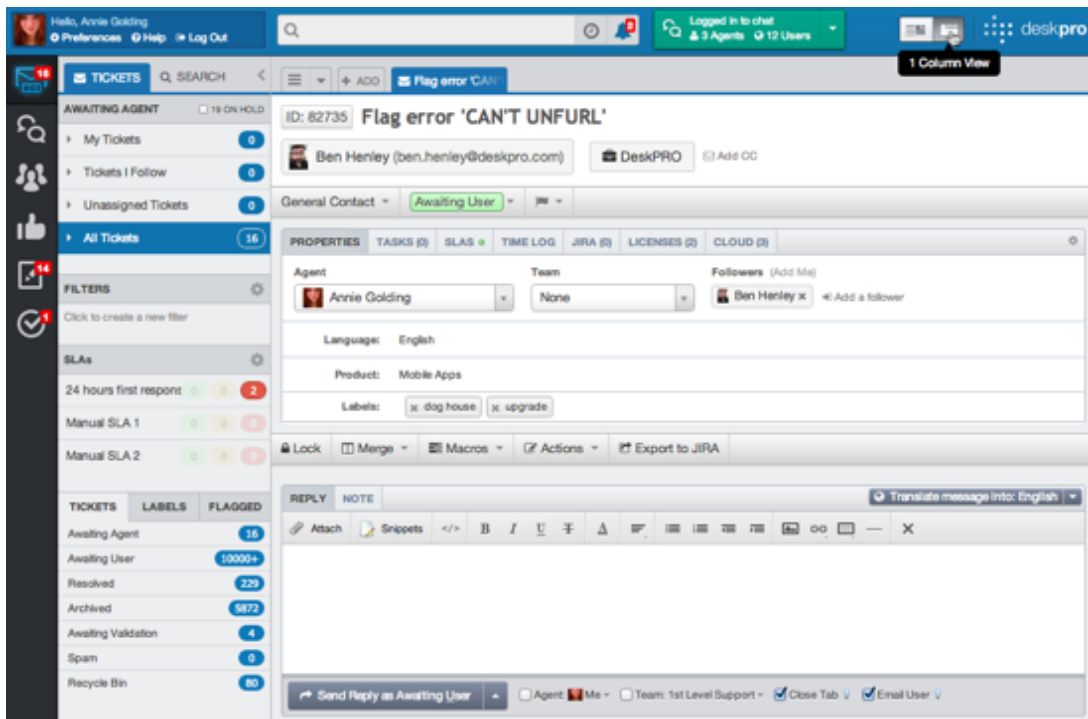 Hello, Annie Golding
Preferences Help Log Out
2
Logged in to chat
3 Agents 12 Users
deskpro
1 Column View
16
14
1
TICKETS SEARCH
AWAITING AGENT 19 ON HOLD
My Tickets 0
Tickets I Follow 0
Unassigned Tickets 0
All Tickets 16
FILTERS
Click to create a new filter
SLAs
24 hours first respons 0 0 2
Manual SLA 1 0 0 0
Manual SLA 2 0 0 0
TICKETS LABELS FLAGGED
Awaiting Agent 16
Awaiting User 10000+
Resolved 229
Archived 5872
Awaiting Validation 4
Spam 0
Recycle Bin 80
+ ADD Flag error 'CAN'
ID: 82735 Flag error 'CAN'T UNFURL'
Ben Henley (ben.henley@deskpro.com) DeskPRO Add CC
General Contact Awaiting User
PROPERTIES TASKS (0) SLAS TIME LOG JIRA (0) LICENSES (2) CLOUD (3)
Agent Team Followers (Add Me)
Annie Golding None Ben Henley x Add a follower
Language: English
Product: Mobile Apps
Labels: x dog house x upgrade
Lock Merge Macros Actions Export to JIRA
REPLY NOTE Translate message into: English
Attach Snippets </> B I U T A
Send Reply as Awaiting User Agent: Me Team: 1st Level Support Close Tab Email User